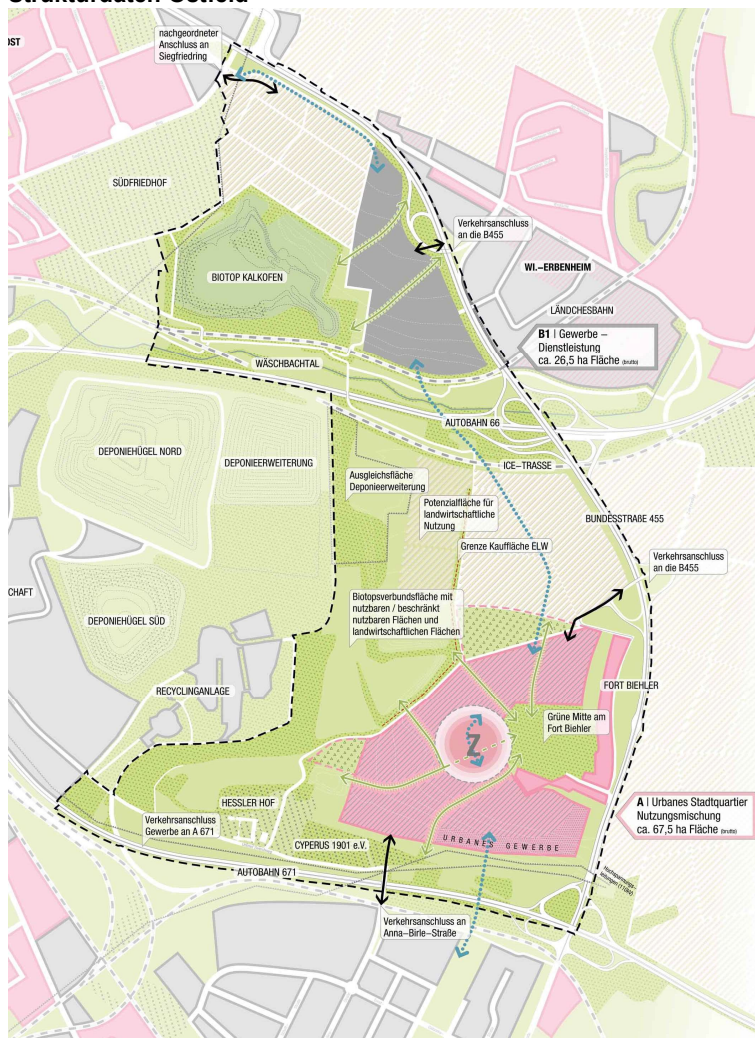 Strukturdaten Ostfeld
OST
nachgeordneter
Anschluss an
Siegfriedring
SÜDFRIEDHOF
BIOTOP KALKOFEN
Verkehrsanschluss
an die B455
WI.–ERBENHEIM
LÄNDCHESBAHN
B1 | Gewerbe –
Dienstleistung
ca. 26,5 ha Fläche (brutto)
WÄSCHBACHTAL
AUTOBAHN 66
DEPONIEHÜGEL NORD
DEPONIEERWEITERUNG
ICE–TRASSE
Ausgleichsfläche
Deponieerweiterung
Potenzialfläche für
landwirtschaftliche
Nutzung
BUNDESSTRAßE 455
Grenze Kauffläche ELW
Verkehrsanschluss
an die B455
CHAFT
Biotopsverbundsfläche mit
nutzbaren / beschränkt
nutzbaren Flächen und
landwirtschaftlichen Flächen
DEPONIEHÜGEL SÜD
RECYCLINGANLAGE
FORT BIEHLER
Grüne Mitte am
Fort Biehler
Z
HESSLER HOF
A | Urbanes Stadtquartier
Nutzungsmischung
ca. 67,5 ha Fläche (brutto)
Verkehrsanschluss
Gewerbe an A 671
CYPERUS 1901 e.V.
URBANES GEWERBE
AUTOBAHN 671
Hochspannungs-
leitungen (110kV)
Verkehrsanschluss an
Anna–Birle–Straße